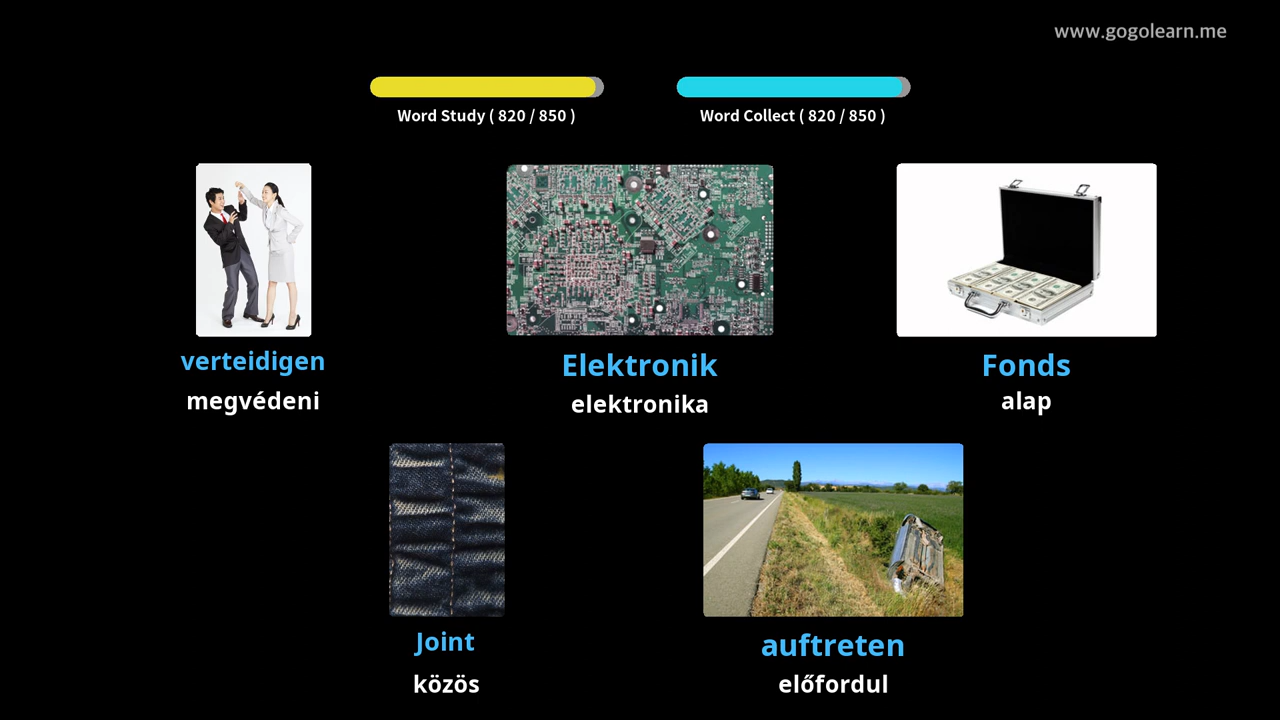 www.gogolearn.me
Word Study ( 820 / 850 )
Word Collect ( 820 / 850 )
verteidigen
megvédeni
Elektronik
elektronika
Fonds
alap
Joint
közös
auftreten
előfordul